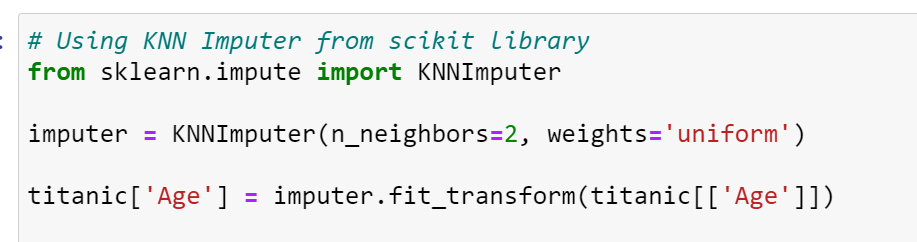 # Using KNN Imputer from scikit library
from sklearn.impute import KNNImputer
imputer = KNNImputer(n_neighbors=2, weights='uniform')
titanic['Age'] = imputer.fit_transform(titanic[['Age']])